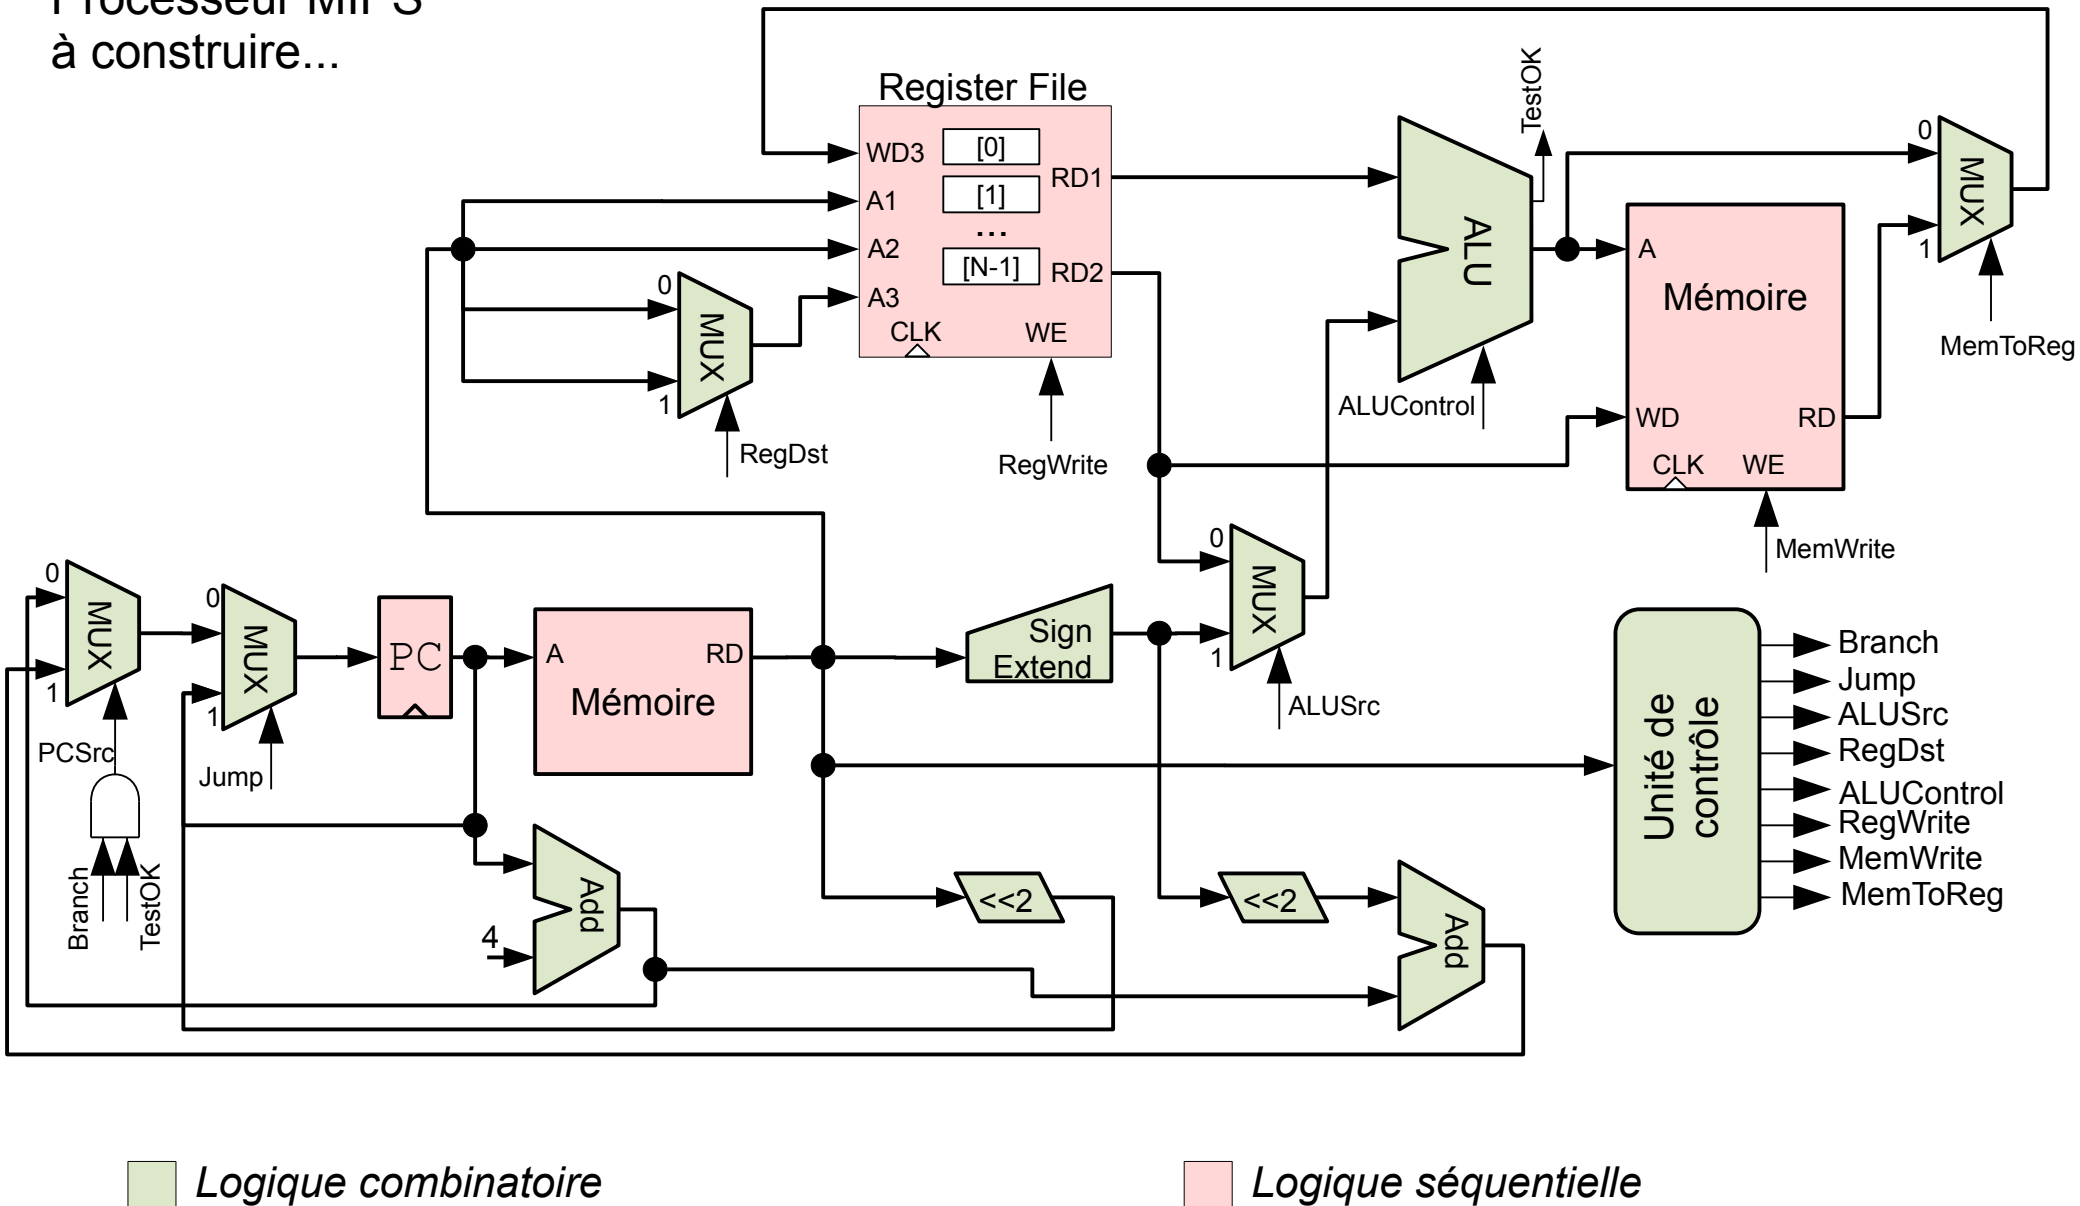 Processeur MIPS
à construire...
Register File
WD3
A1
A2
A3
[0]
[1]
...
[N-1]
RD1
RD2
CLK
WE
RegWrite
0
1
MUX
RegDst
ALU
TestOK
ALUControl
A
Mémoire
WD
RD
CLK
WE
MemWrite
0
1
MUX
MemToReg
0
1
MUX
PCSrc
Branch
TestOK
0
1
MUX
Jump
PC
A
RD
Mémoire
Sign
Extend
0
1
MUX
ALUSrc
4
Add
<<2
<<2
Add
Unité de
contrôle
Branch
Jump
ALUSrc
RegDst
ALUControl
RegWrite
MemWrite
MemToReg
Logique combinatoire
Logique séquentielle